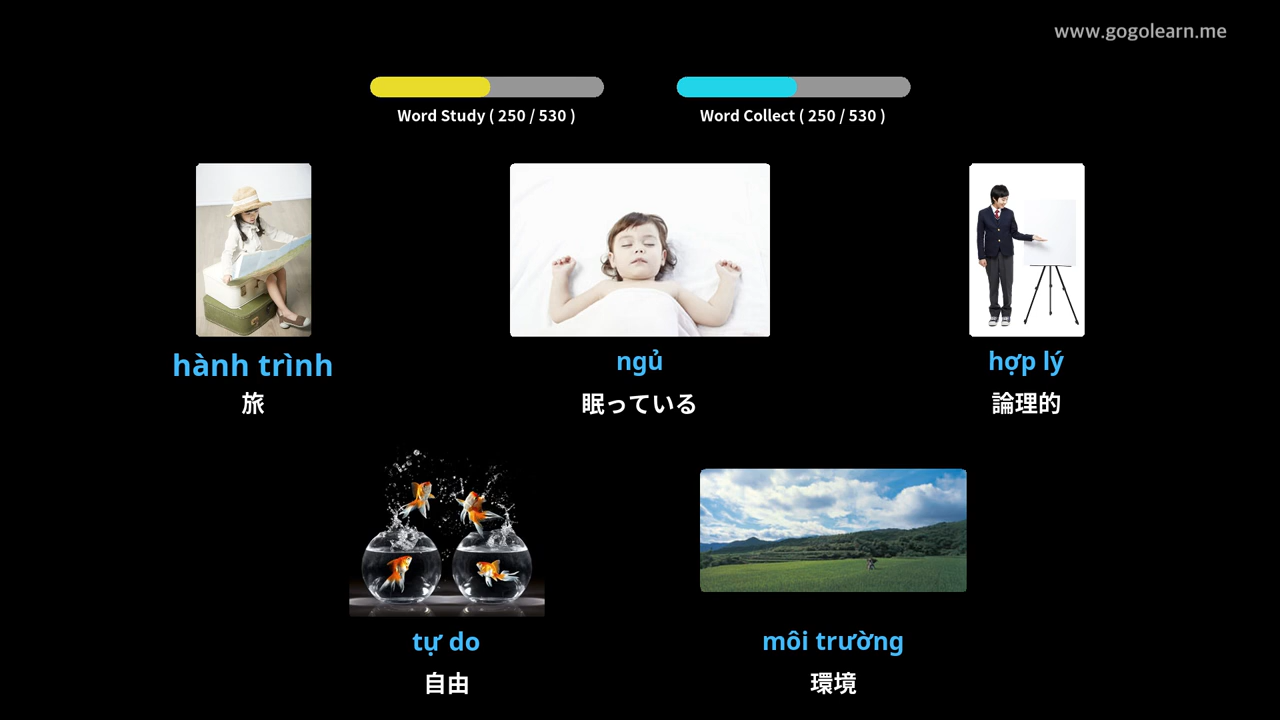 www.gogolearn.me
Word Study ( 250 / 530 )
Word Collect ( 250 / 530 )
hành trình
旅
ngủ
眠っている
hợp lý
論理的
tự do
自由
môi trường
環境